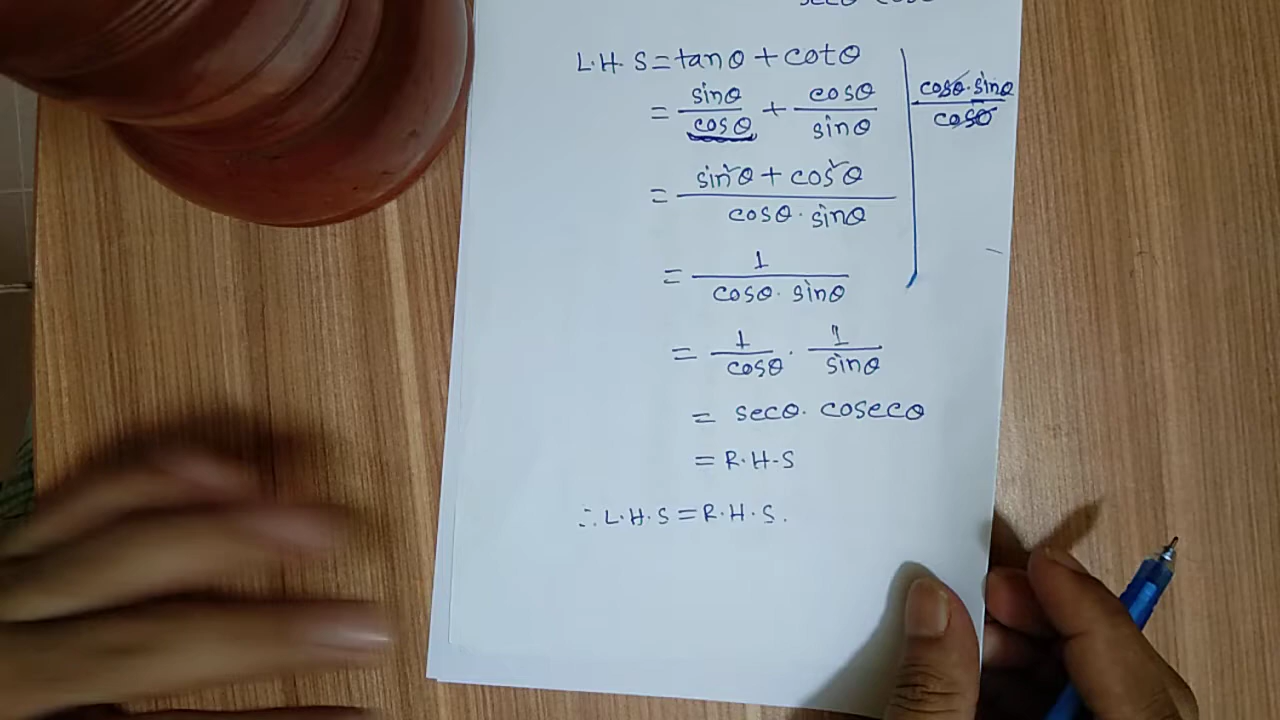 L.H.S = tanθ + cotθ
= sinθ/cosθ + cosθ/sinθ
cosθ.sinθ/cosθ
= sin²θ + cos²θ/cosθ.sinθ
= 1/cosθ.sinθ
= 1/cosθ . 1/sinθ
= secθ. cosecθ
= R.H.S
∴ L.H.S = R.H.S.